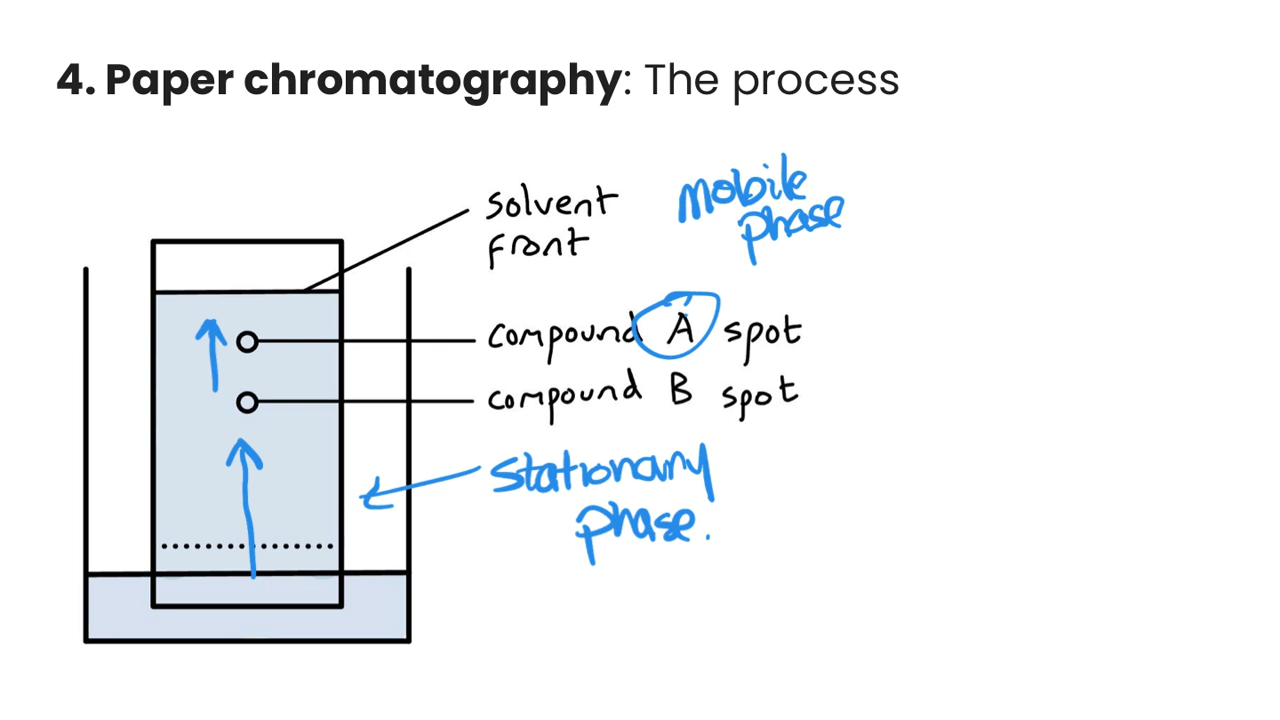 4. Paper chromatography: The process
solvent
front
mobile
phase
compound A spot
compound B spot
stationary
phase.